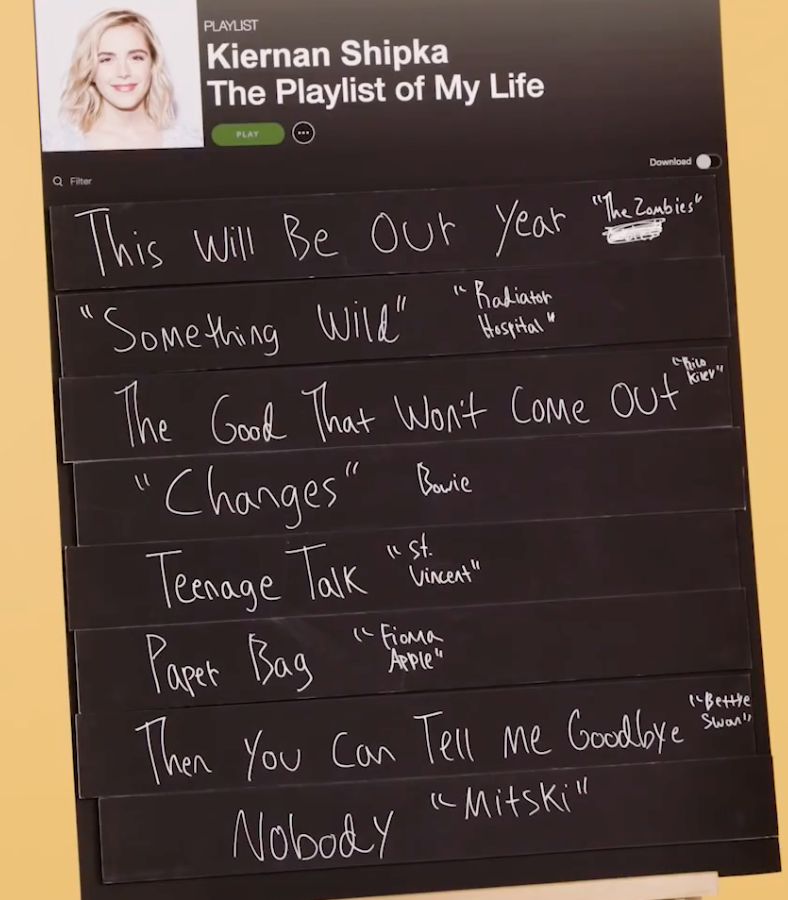 PLAYLIST
Kiernan Shipka
The Playlist of My Life
PLAY
Download
Filter
This Will Be Our Year "The Zombies"
"Something Wild" "Radiator
Hospital"
The Good That Won't Come Out "Rilo
Kiley"
"Changes" Bowie
Teenage Talk "St.
Vincent"
Paper Bag "Fiona
Apple"
Then You Can Tell Me Goodbye "Bettye
Swan"
Nobody "Mitski"